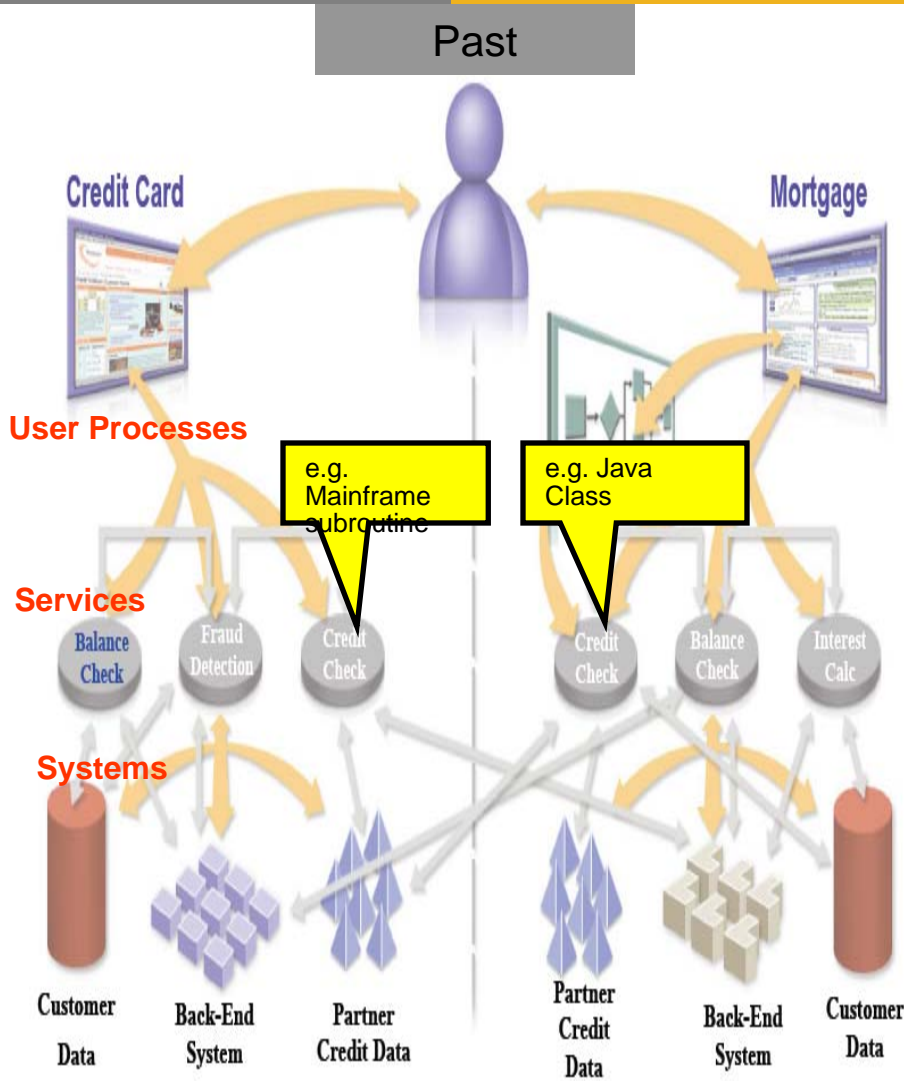 Past
Credit Card
Mortgage
User Processes
e.g.
Mainframe
subroutine
e.g. Java
Class
Services
Balance
Check
Fraud
Detection
Credit
Check
Credit
Check
Balance
Check
Interest
Calc
Systems
Customer
Data
Back-End
System
Partner
Credit Data
Partner
Credit
Data
Back-End
System
Customer
Data